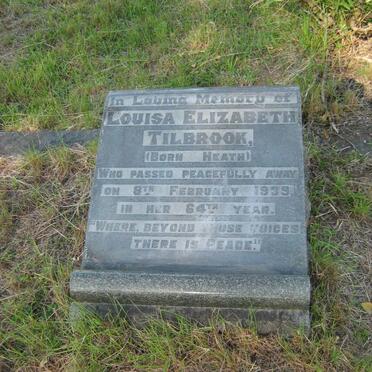 In Loving Memory of
Louisa Elizabeth
Tilbrook,
(Born Heath)
Who passed peacefully away
on 8th February 1939,
in her 64th year.
"Where, beyond these voices
there is peace."